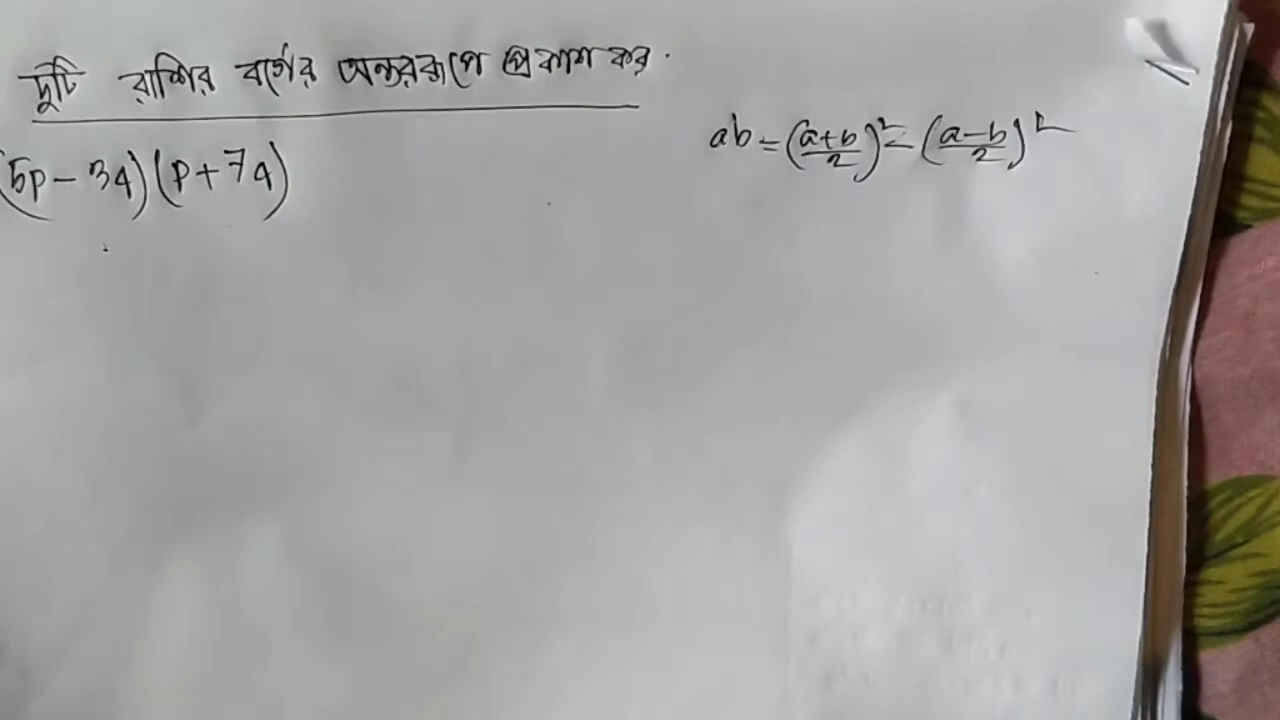 দুটি রাশির বর্গের অন্তররূপে প্রকাশ কর.
(5p - 3q) (p + 7q)
ab = (a+b/2)² - (a-b/2)²